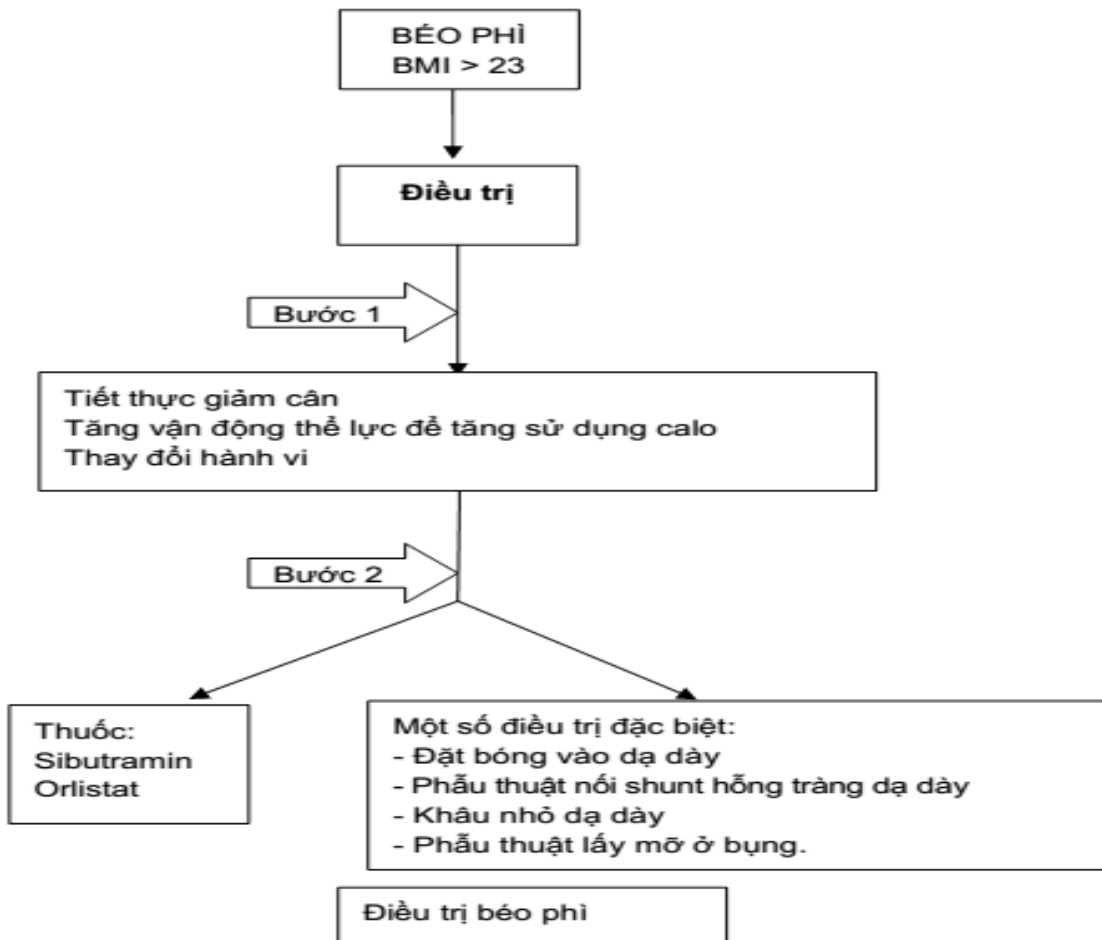 BÉO PHÌ
BMI > 23
Điều trị
Bước 1
Tiết thực giảm cân
Tăng vận động thể lực để tăng sử dụng calo
Thay đổi hành vi
Bước 2
Thuốc:
Sibutramin
Orlistat
Một số điều trị đặc biệt:
- Đặt bóng vào dạ dày
- Phẫu thuật nối shunt hỗng tràng dạ dày
- Khâu nhỏ dạ dày
- Phẫu thuật lấy mỡ ở bụng.
Điều trị béo phì